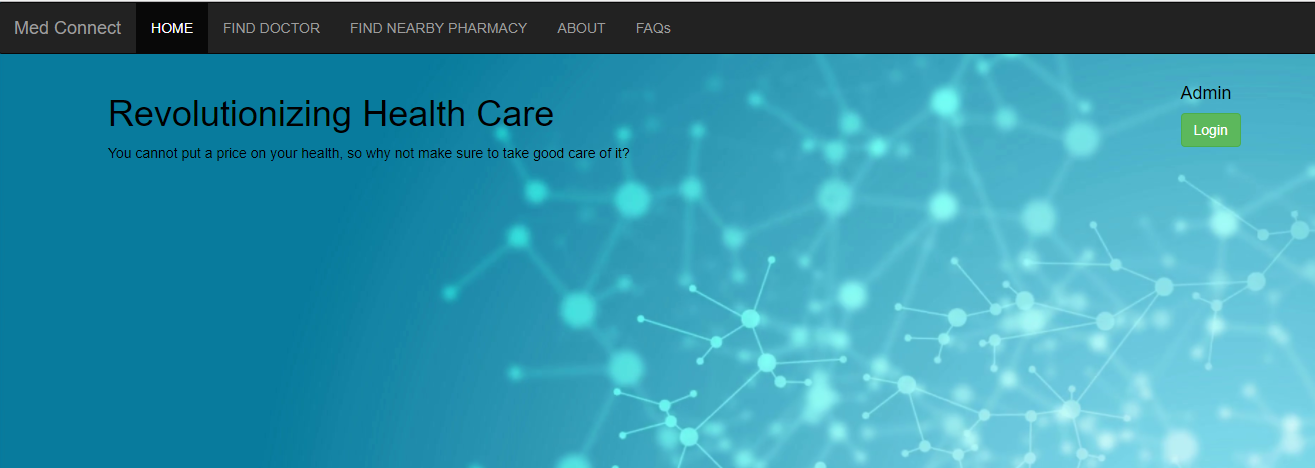 Med Connect HOME FIND DOCTOR FIND NEARBY PHARMACY ABOUT FAQs
Revolutionizing Health Care
You cannot put a price on your health, so why not make sure to take good care of it?
Admin
Login